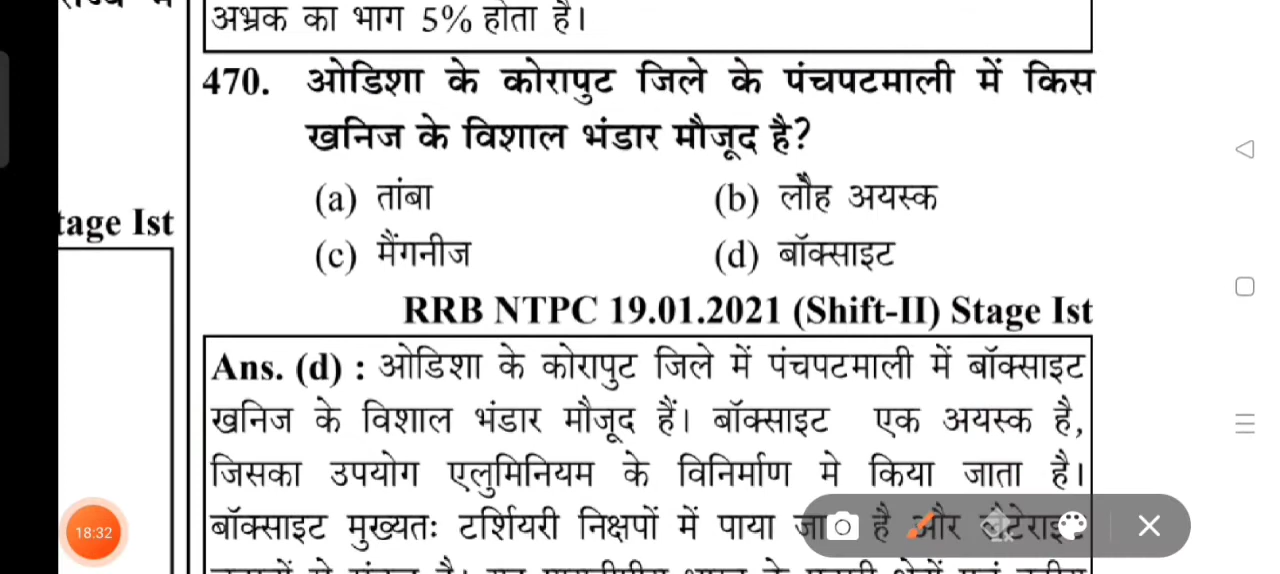 अभ्रक का भाग 5% होता है।
470. ओडिशा के कोरापुट जिले के पंचपटमाली में किस
खनिज के विशाल भंडार मौजूद है?
(a) तांबा (b) लौह अयस्क
(c) मैंगनीज (d) बॉक्साइट
tage Ist
RRB NTPC 19.01.2021 (Shift-II) Stage Ist
Ans. (d) : ओडिशा के कोरापुट जिले में पंचपटमाली में बॉक्साइट
खनिज के विशाल भंडार मौजूद हैं। बॉक्साइट एक अयस्क है,
जिसका उपयोग एलुमिनियम के विनिर्माण मे किया जाता है।
बॉक्साइट मुख्यतः टर्शियरी निक्षपों में पाया है और
18:32